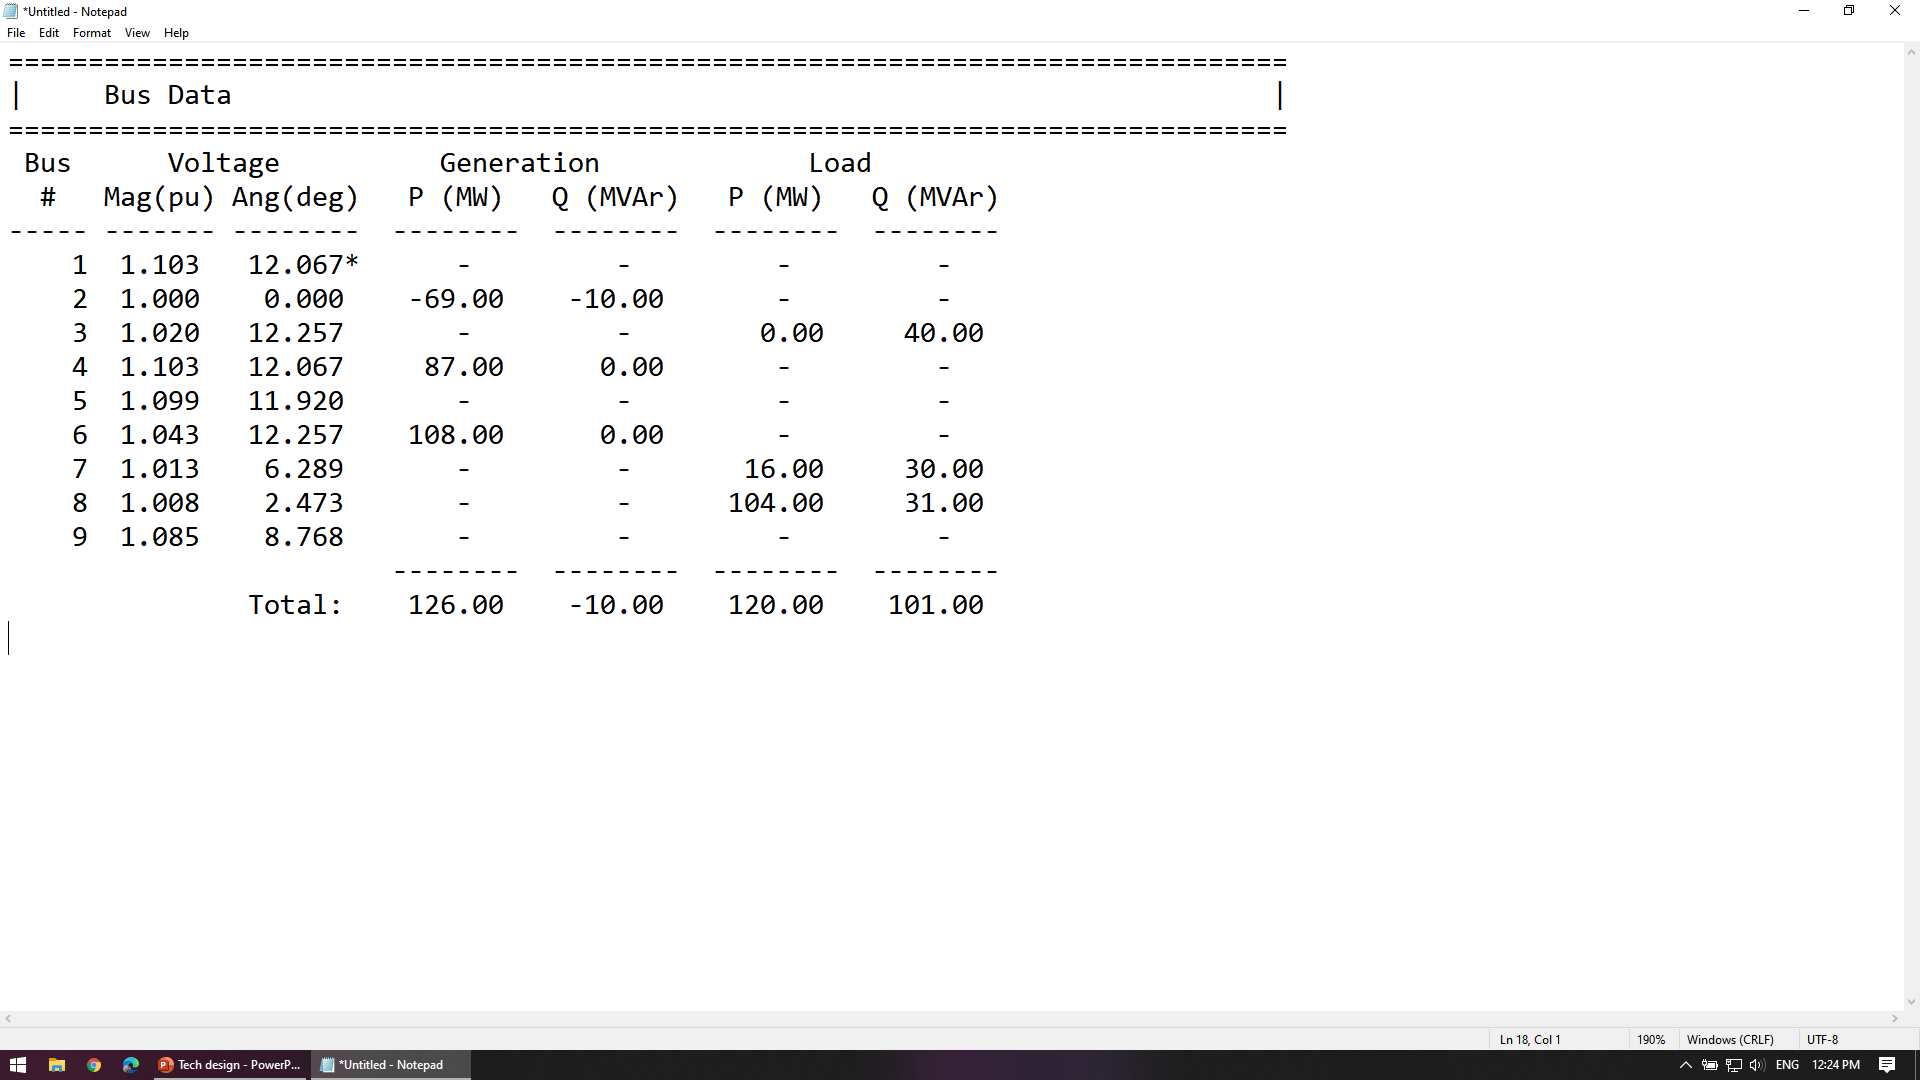 *Untitled - Notepad
File Edit Format View Help
================================================================================
|     Bus Data                                                                  |
================================================================================
 Bus      Voltage          Generation             Load
  #   Mag(pu) Ang(deg)   P (MW)   Q (MVAr)   P (MW)   Q (MVAr)
----- ------- --------  --------  --------  --------  --------
    1  1.103   12.067*      -         -         -         -
    2  1.000    0.000    -69.00    -10.00       -         -
    3  1.020   12.257       -         -        0.00     40.00
    4  1.103   12.067     87.00      0.00       -         -
    5  1.099   11.920       -         -         -         -
    6  1.043   12.257    108.00      0.00       -         -
    7  1.013    6.289       -         -       16.00     30.00
    8  1.008    2.473       -         -      104.00     31.00
    9  1.085    8.768       -         -         -         -
                        --------  --------  --------  --------
               Total:    126.00    -10.00    120.00    101.00
Ln 18, Col 1 190% Windows (CRLF) UTF-8
Tech design - PowerP... *Untitled - Notepad ENG 12:24 PM